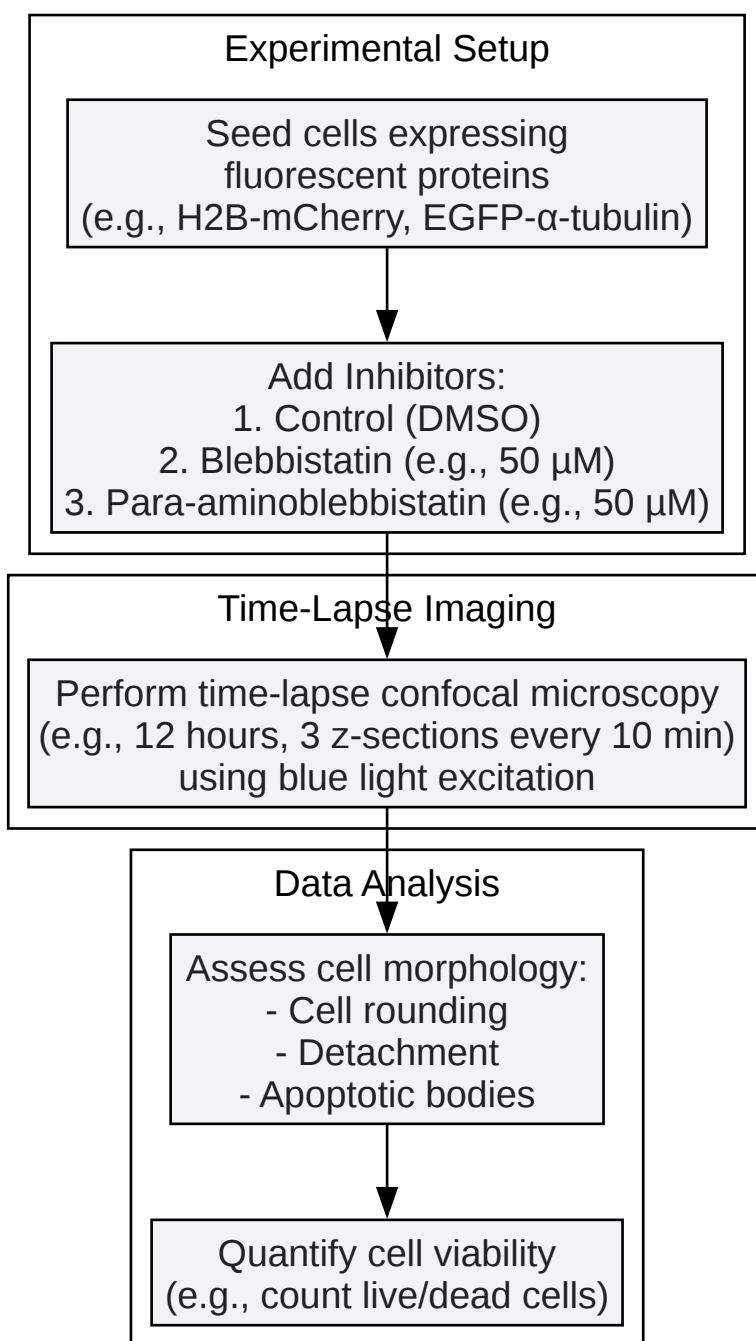 Experimental Setup
Seed cells expressing
fluorescent proteins
(e.g., H2B-mCherry, EGFP-α-tubulin)
Add Inhibitors:
1. Control (DMSO)
2. Blebbistatin (e.g., 50 µM)
3. Para-aminoblebbistatin (e.g., 50 µM)
Time-Lapse Imaging
Perform time-lapse confocal microscopy
(e.g., 12 hours, 3 z-sections every 10 min)
using blue light excitation
Data Analysis
Assess cell morphology:
- Cell rounding
- Detachment
- Apoptotic bodies
Quantify cell viability
(e.g., count live/dead cells)